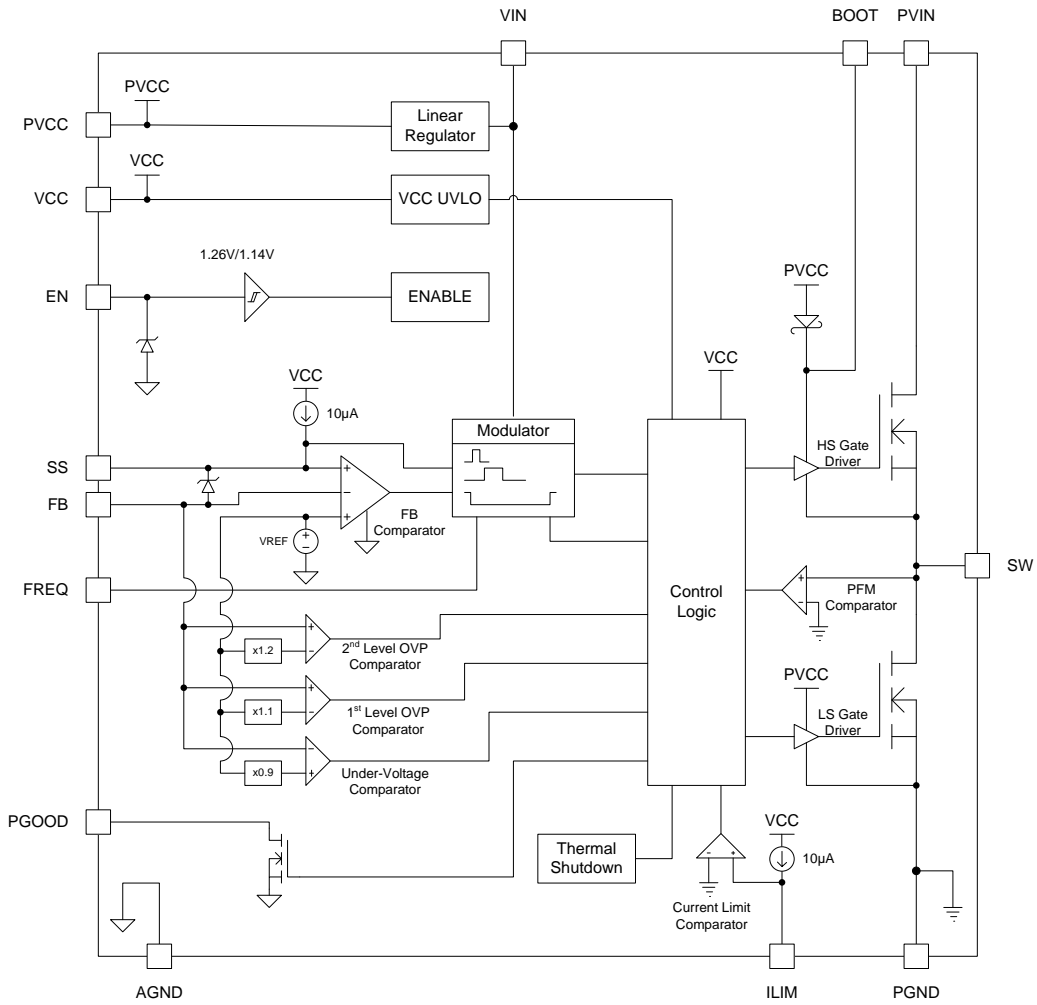 VIN
BOOT
PVIN
PVCC
PVCC
Linear
Regulator
VCC
VCC
VCC UVLO
1.26V/1.14V
EN
ENABLE
PVCC
VCC
VCC
10µA
Modulator
SS
FB
+
−
+
FB
Comparator
VREF
+
−
HS Gate
Driver
FREQ
Control
Logic
+
−
PFM
Comparator
SW
+
−
x1.2
2nd Level OVP
Comparator
+
−
x1.1
1st Level OVP
Comparator
PVCC
LS Gate
Driver
−
+
x0.9
Under-Voltage
Comparator
PGOOD
Thermal
Shutdown
VCC
10µA
−
+
Current Limit
Comparator
AGND
ILIM
PGND